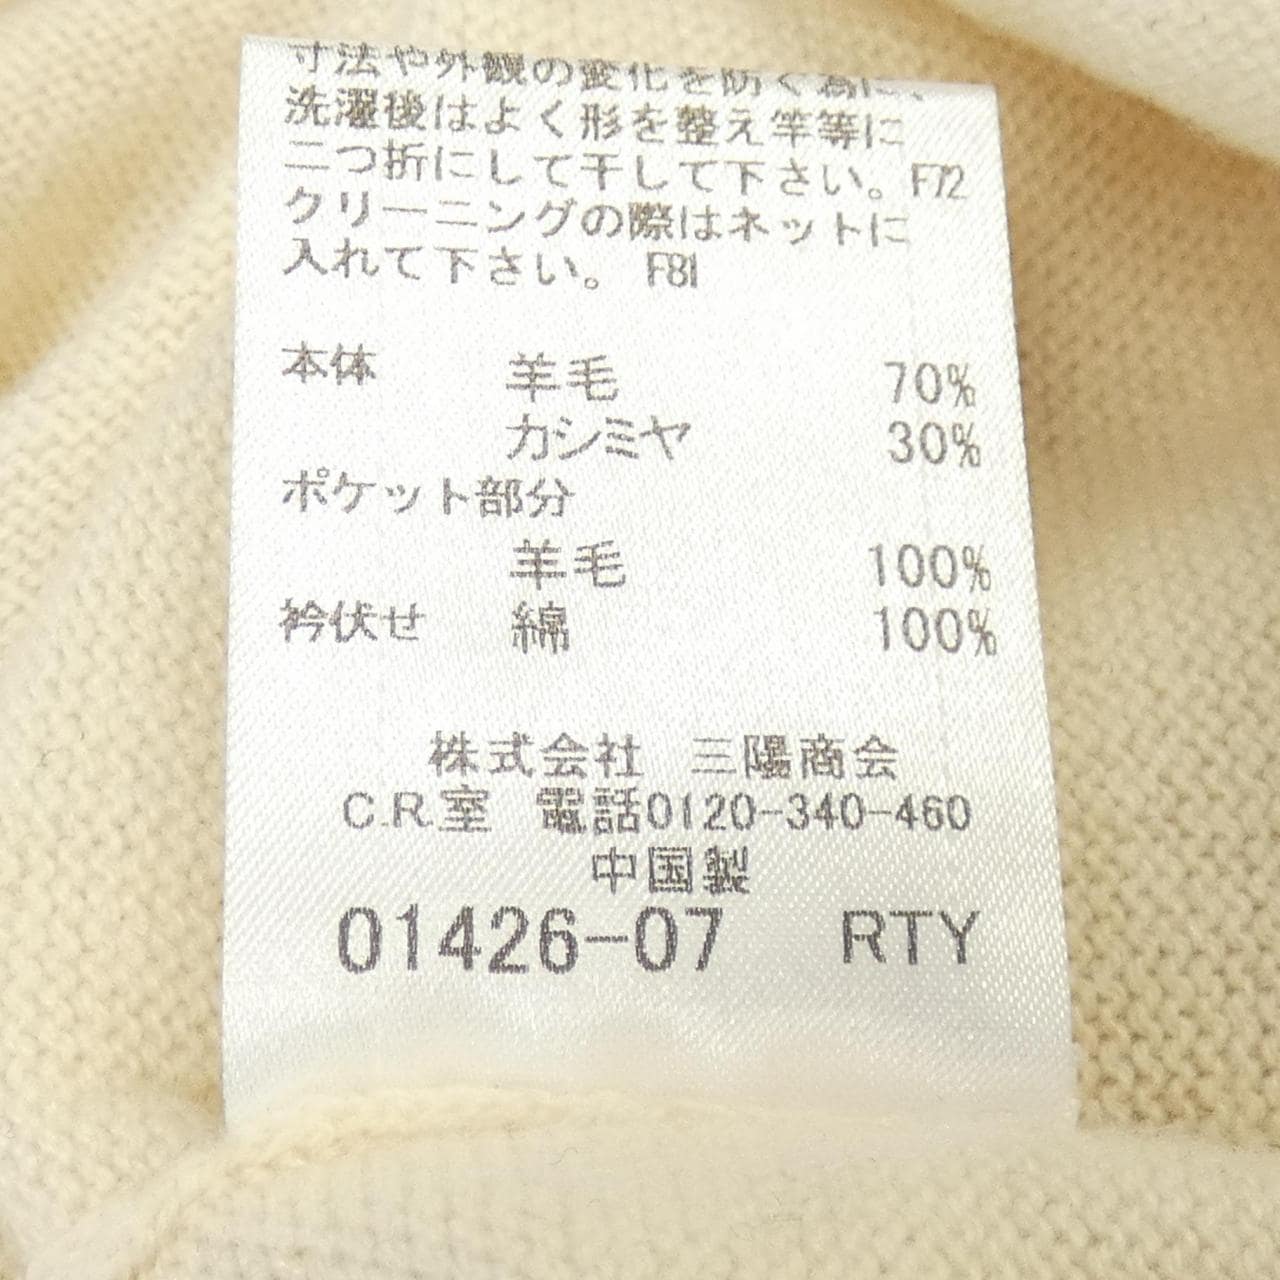 寸法や外観の変化を防ぐ為に、
洗濯後はよく形を整え竿等に
二つ折にして干して下さい。 F72
クリーニングの際はネットに
入れて下さい。 F81
本体 羊毛 70%
カシミヤ 30%
ポケット部分
羊毛 100%
衿伏せ 綿 100%
株式会社 三陽商会
C.R.室 電話0120-340-460
中国製
01426-07 RTY